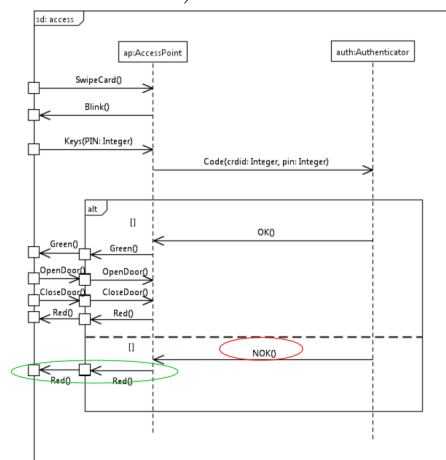 sd: access
ap:AccessPoint
auth:Authenticator
SwipeCard()
Blink()
Keys(PIN: Integer)
Code(crdid: Integer, pin: Integer)
alt
[]
OK()
Green()
Green()
OpenDoor()
OpenDoor()
CloseDoor()
CloseDoor()
Red()
Red()
[]
NOK()
Red()
Red()